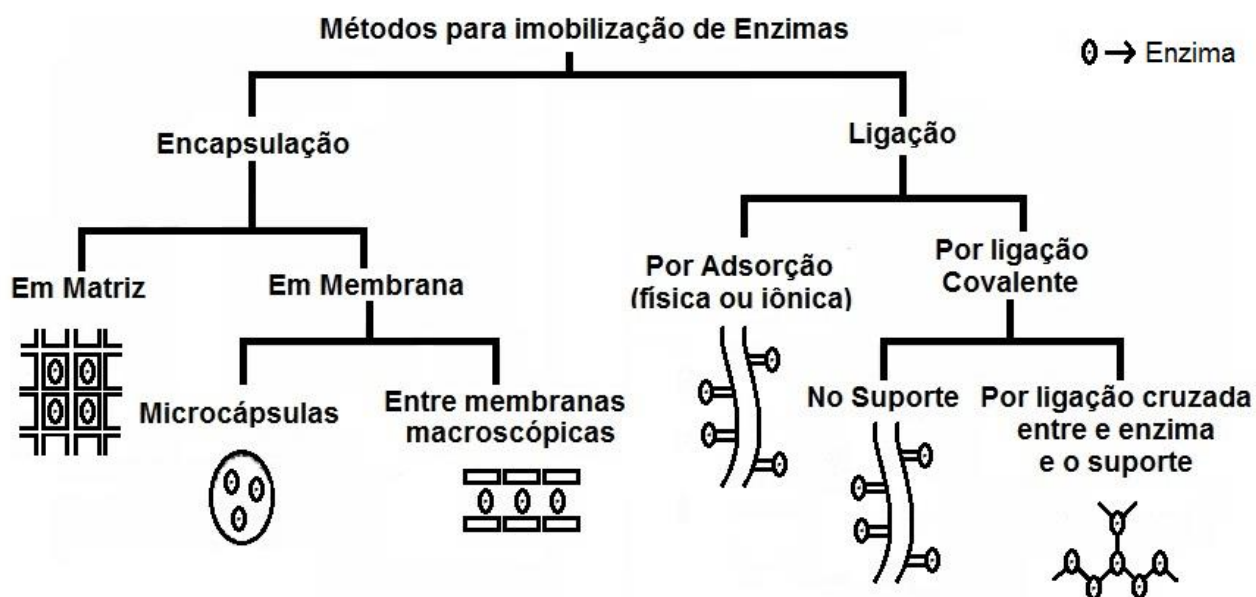 Métodos para imobilização de Enzimas
→ Enzima
Encapsulação
Ligação
Em Matriz
Em Membrana
Por Adsorção
(física ou iônica)
Por ligação
Covalente
Microcápsulas
Entre membranas
macroscópicas
No Suporte
Por ligação cruzada
entre e enzima
e o suporte